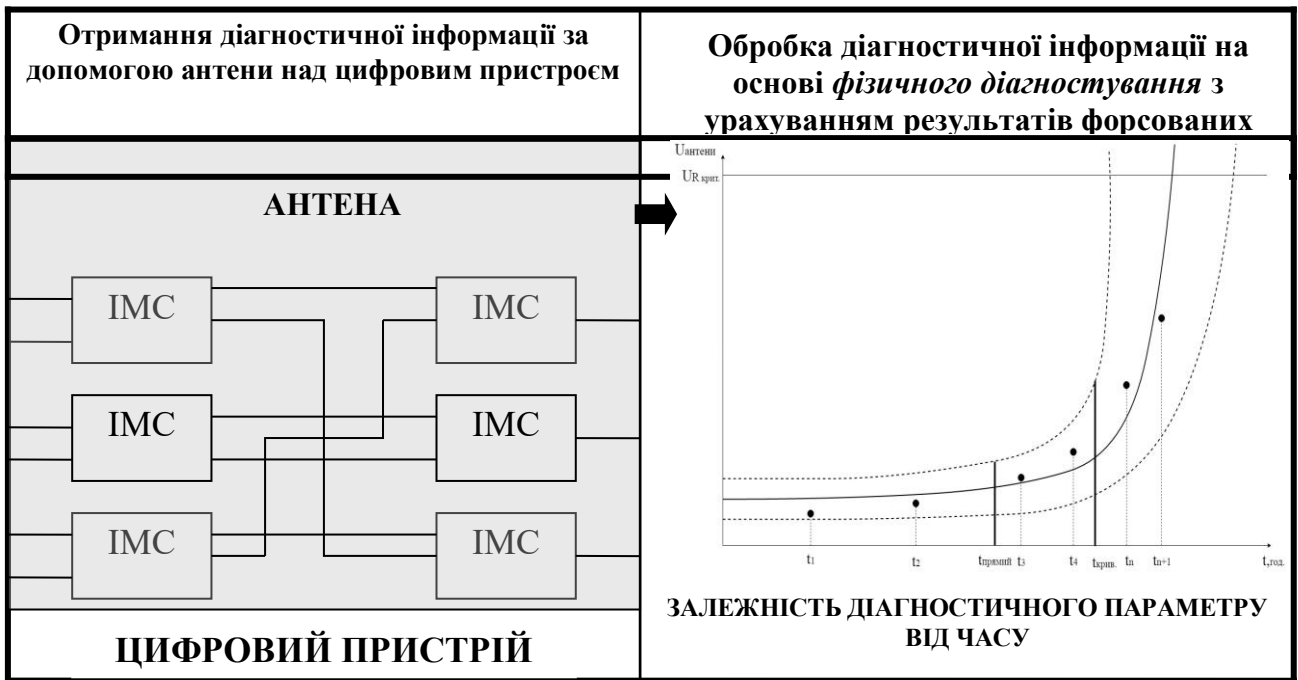 Отримання діагностичної інформації за
допомогою антени над цифровим пристроєм
Обробка діагностичної інформації на
основі фізичного діагностування з
урахуванням результатів форсованих
АНТЕНА
ІМС
ІМС
ІМС
ІМС
ІМС
ІМС
ЦИФРОВИЙ ПРИСТРІЙ
Uантени
UR крит.
t1
t2
tпрямий
t3
t4
tкрив.
tn
tn+1
t,год.
ЗАЛЕЖНІСТЬ ДІАГНОСТИЧНОГО ПАРАМЕТРУ
ВІД ЧАСУ